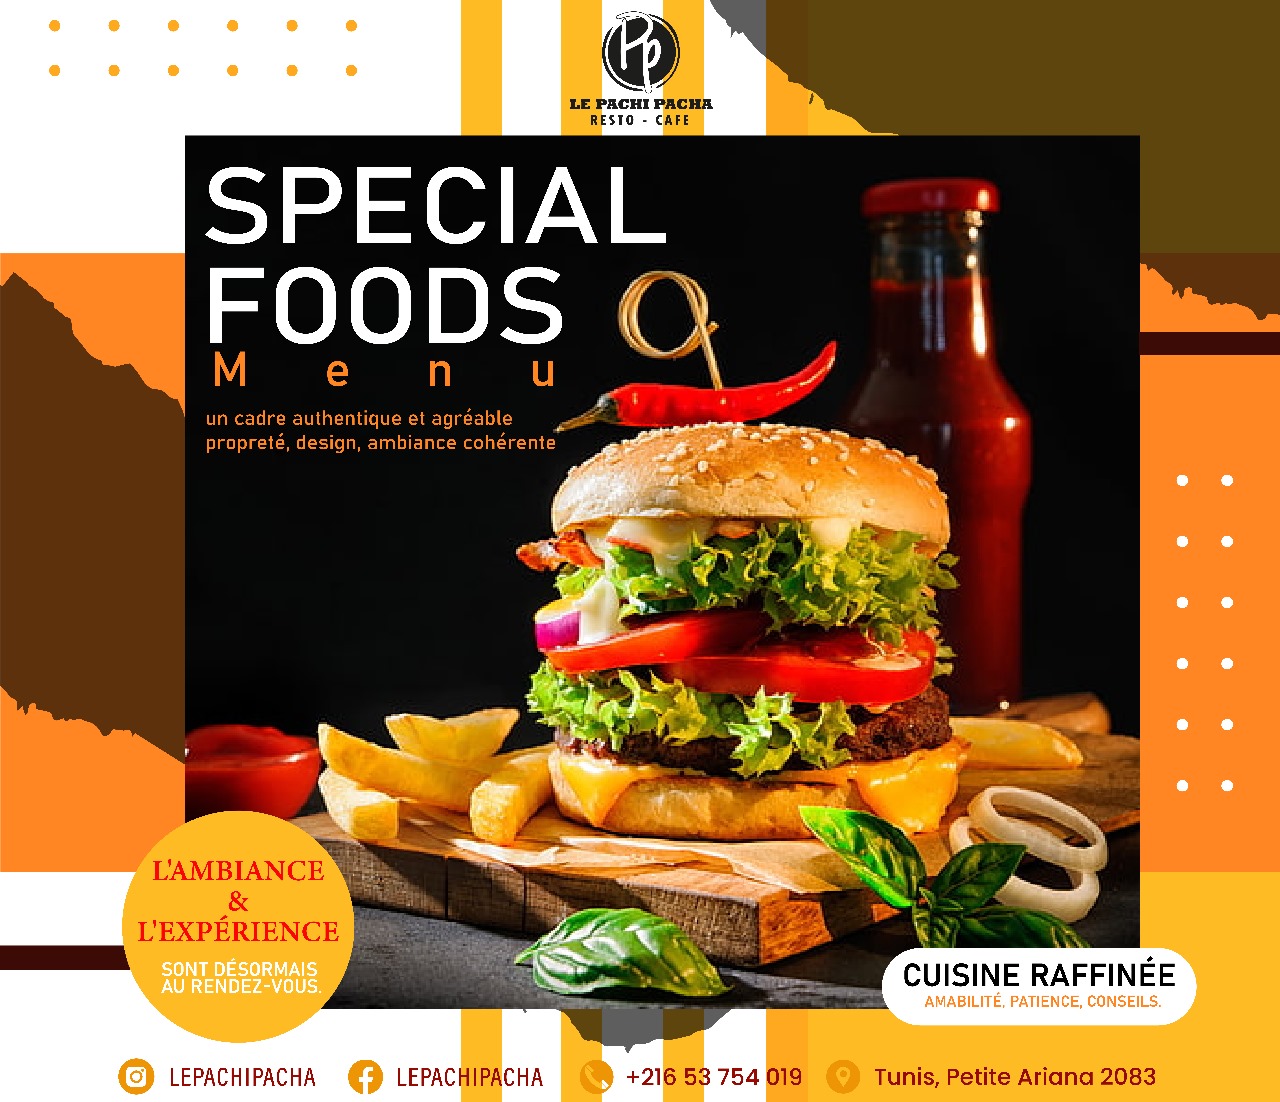 LE PACHI PACHA
RESTO - CAFE
SPECIAL
FOODS
Menu
un cadre authentique et agréable
propreté, design, ambiance cohérente
L'AMBIANCE
&
L'EXPÉRIENCE
SONT DÉSORMAIS
AU RENDEZ-VOUS.
CUISINE RAFFINÉE
AMABILITÉ, PATIENCE, CONSEILS.
LEPACHIPACHA LEPACHIPACHA +216 53 754 019 Tunis, Petite Ariana 2083